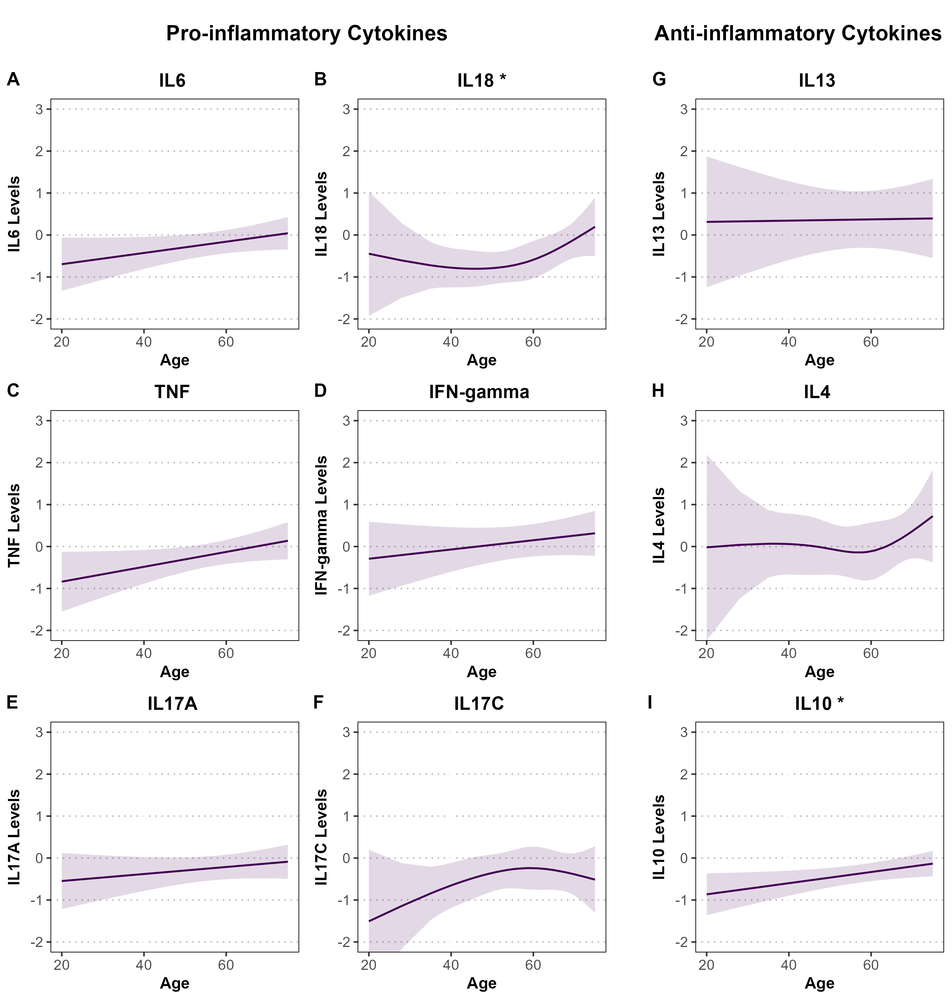 Pro-inflammatory Cytokines
Anti-inflammatory Cytokines
A
IL6
IL6 Levels
3
2
1
0
-1
-2
20 40 60
Age
B
IL18 *
IL18 Levels
3
2
1
0
-1
-2
20 40 60
Age
G
IL13
IL13 Levels
3
2
1
0
-1
-2
20 40 60
Age
C
TNF
TNF Levels
3
2
1
0
-1
-2
20 40 60
Age
D
IFN-gamma
IFN-gamma Levels
3
2
1
0
-1
-2
20 40 60
Age
H
IL4
IL4 Levels
3
2
1
0
-1
-2
20 40 60
Age
E
IL17A
IL17A Levels
3
2
1
0
-1
-2
20 40 60
Age
F
IL17C
IL17C Levels
3
2
1
0
-1
-2
20 40 60
Age
I
IL10 *
IL10 Levels
3
2
1
0
-1
-2
20 40 60
Age